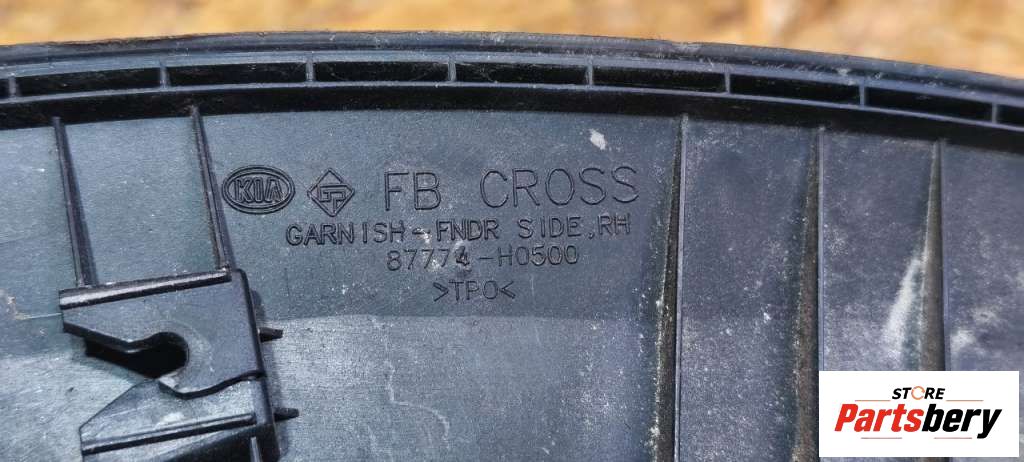 KIA FB CROSS
GARNISH-FNDR SIDE,RH
87774-H0500
>TPO<
STORE
Partsbery